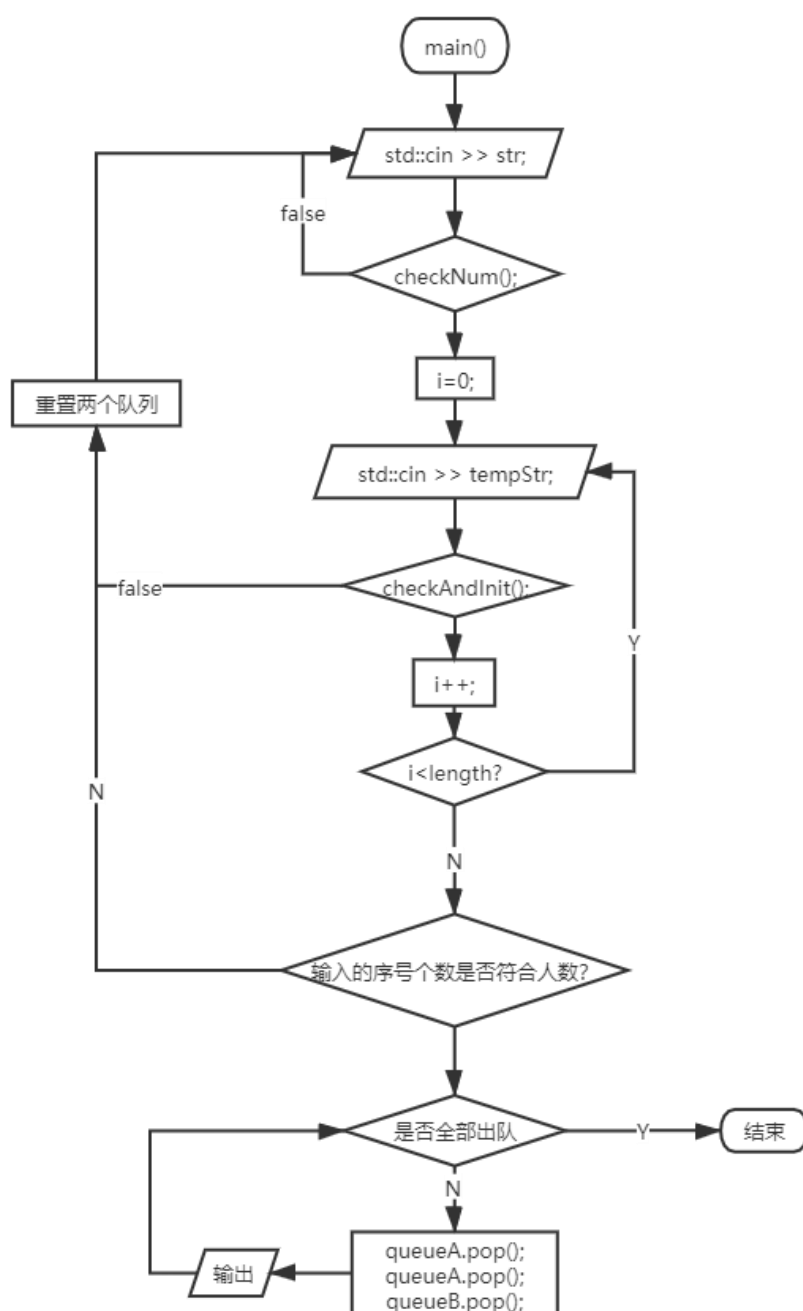 main()
std::cin >> str;
false
checkNum();
i=0;
重置两个队列
std::cin >> tempStr;
false
checkAndInit();
Y
i++;
i<length?
N
N
输入的序号个数是否符合人数?
是否全部出队
Y
结束
N
queueA.pop();
queueA.pop();
queueB.pop();
输出